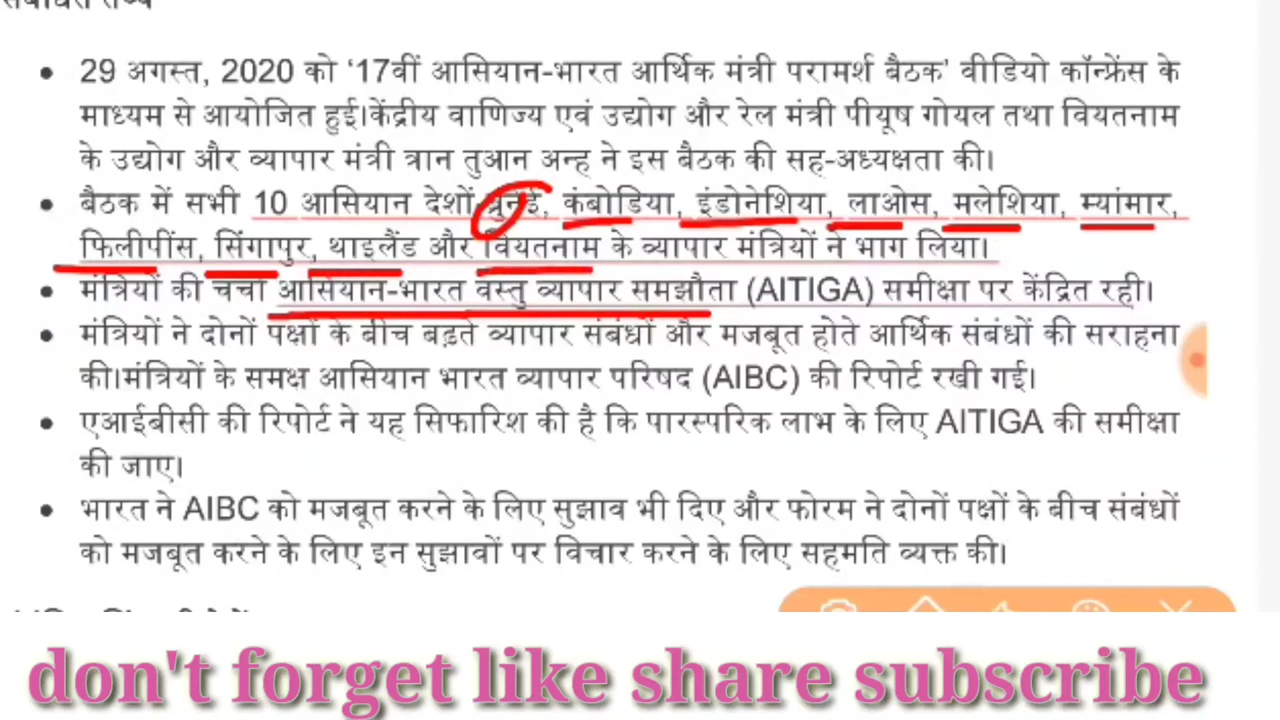 29 अगस्त, 2020 को '17वीं आसियान-भारत आर्थिक मंत्री परामर्श बैठक' वीडियो कॉन्फ्रेंस के
माध्यम से आयोजित हुई।केंद्रीय वाणिज्य एवं उद्योग और रेल मंत्री पीयूष गोयल तथा वियतनाम
के उद्योग और व्यापार मंत्री त्रान तुआन अन्ह ने इस बैठक की सह-अध्यक्षता की।
बैठक में सभी 10 आसियान देशों ब्रुनेई, कंबोडिया, इंडोनेशिया, लाओस, मलेशिया, म्यांमार,
फिलीपींस, सिंगापुर, थाइलैंड और वियतनाम के व्यापार मंत्रियों ने भाग लिया।
मंत्रियों की चर्चा आसियान-भारत वस्तु व्यापार समझौता (AITIGA) समीक्षा पर केंद्रित रही।
मंत्रियों ने दोनों पक्षों के बीच बढ़ते व्यापार संबंधों और मजबूत होते आर्थिक संबंधों की सराहना
की।मंत्रियों के समक्ष आसियान भारत व्यापार परिषद (AIBC) की रिपोर्ट रखी गई।
एआईबीसी की रिपोर्ट ने यह सिफारिश की है कि पारस्परिक लाभ के लिए AITIGA की समीक्षा
की जाए।
भारत ने AIBC को मजबूत करने के लिए सुझाव भी दिए और फोरम ने दोनों पक्षों के बीच संबंधों
को मजबूत करने के लिए इन सुझावों पर विचार करने के लिए सहमति व्यक्त की।
don't forget like share subscribe